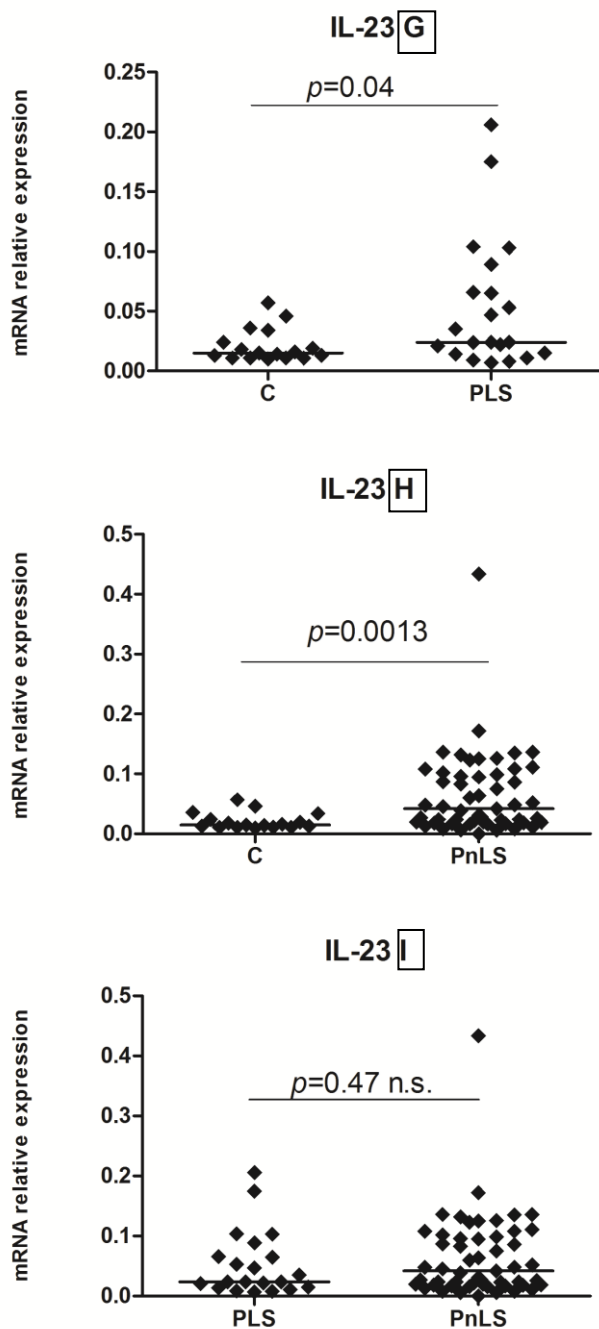 IL-23 G
mRNA relative expression
0.25
0.20
0.15
0.10
0.05
0.00
p=0.04
C PLS
IL-23 H
mRNA relative expression
0.5
0.4
0.3
0.2
0.1
0.0
p=0.0013
C PnLS
IL-23 I
mRNA relative expression
0.5
0.4
0.3
0.2
0.1
0.0
p=0.47 n.s.
PLS PnLS